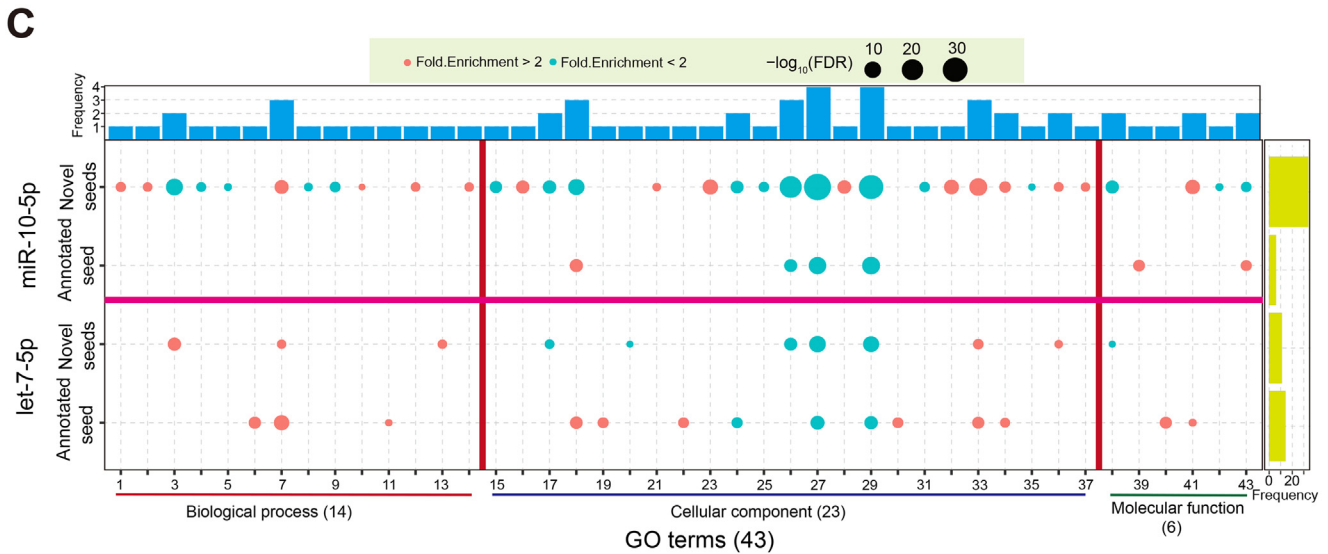 C
Fold.Enrichment > 2 Fold.Enrichment < 2 −log10(FDR) 10 20 30
Frequency
4
3
2
1
miR-10-5p
Novel
seeds
Annotated
seed
let-7-5p
Novel
seeds
Annotated
seed
1 3 5 7 9 11 13 15 17 19 21 23 25 27 29 31 33 35 37 39 41 43
0 20
Frequency
Biological process (14)
Cellular component (23)
Molecular function
(6)
GO terms (43)